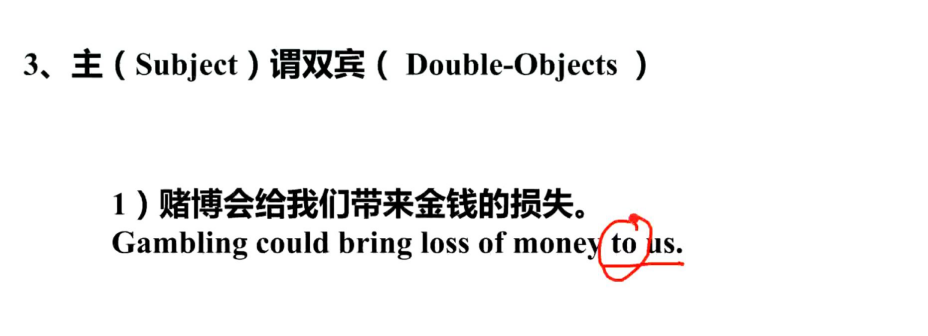 3、主（Subject）谓双宾（ Double-Objects ）
1）赌博会给我们带来金钱的损失。
Gambling could bring loss of money to us.